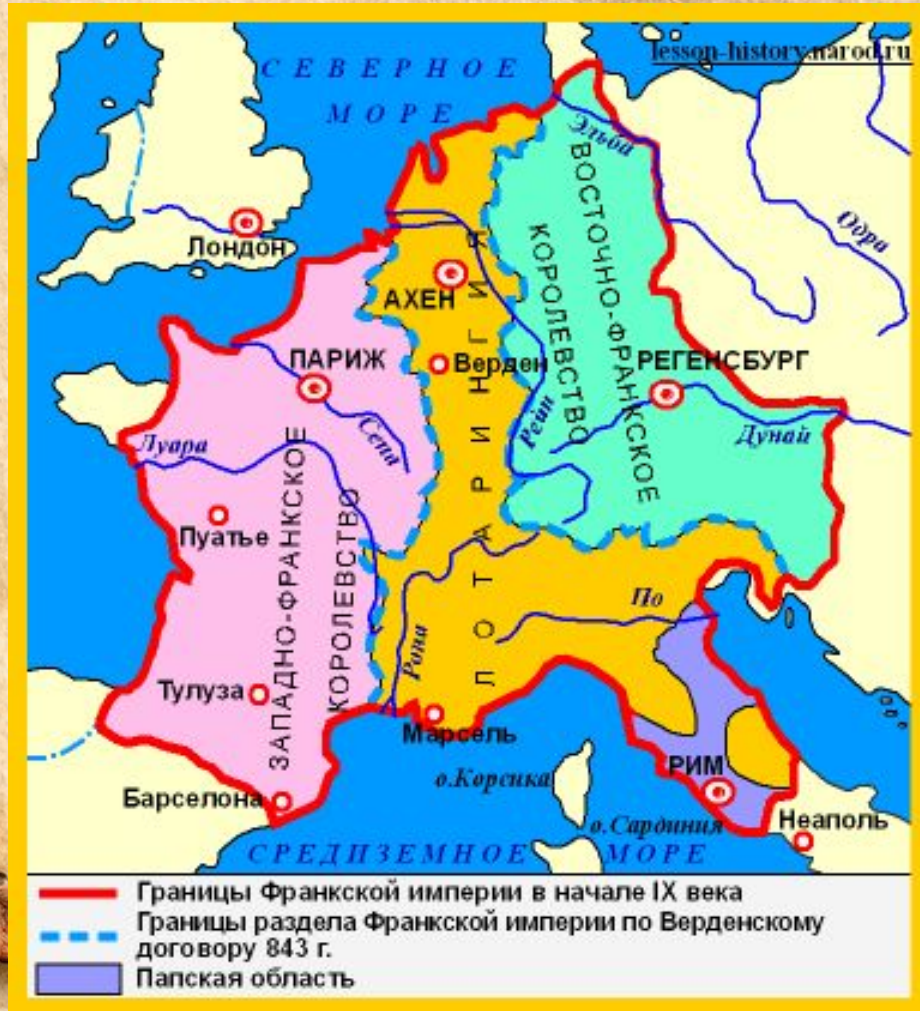 lesson-history.narod.ru
СЕВЕРНОЕ
МОРЕ
Эльба
ВОСТОЧНО-ФРАНКСКОЕ
КОРОЛЕВСТВО
Одра
Лондон
АХЕН
ПАРИЖ
Верден
РЕГЕНСБУРГ
Сена
Рейн
Дунай
Луара
ЛОТАРИНГИЯ
Пуатье
ЗАПАДНО-ФРАНКСКОЕ
КОРОЛЕВСТВО
По
Рона
Тулуза
Марсель
о.Корсика
РИМ
Барселона
о.Сардиния
Неаполь
СРЕДИЗЕМНОЕ МОРЕ
Границы Франкской империи в начале IX века
Границы раздела Франкской империи по Верденскому
договору 843 г.
Папская область